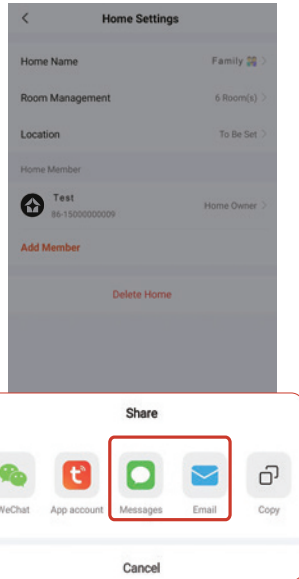 Home Settings
Home Name Family
Room Management 6 Room(s)
Location To Be Set
Home Member
Test
86-15000000009 Home Owner
Add Member
Delete Home
Share
WeChat App account Messages Email Copy
Cancel